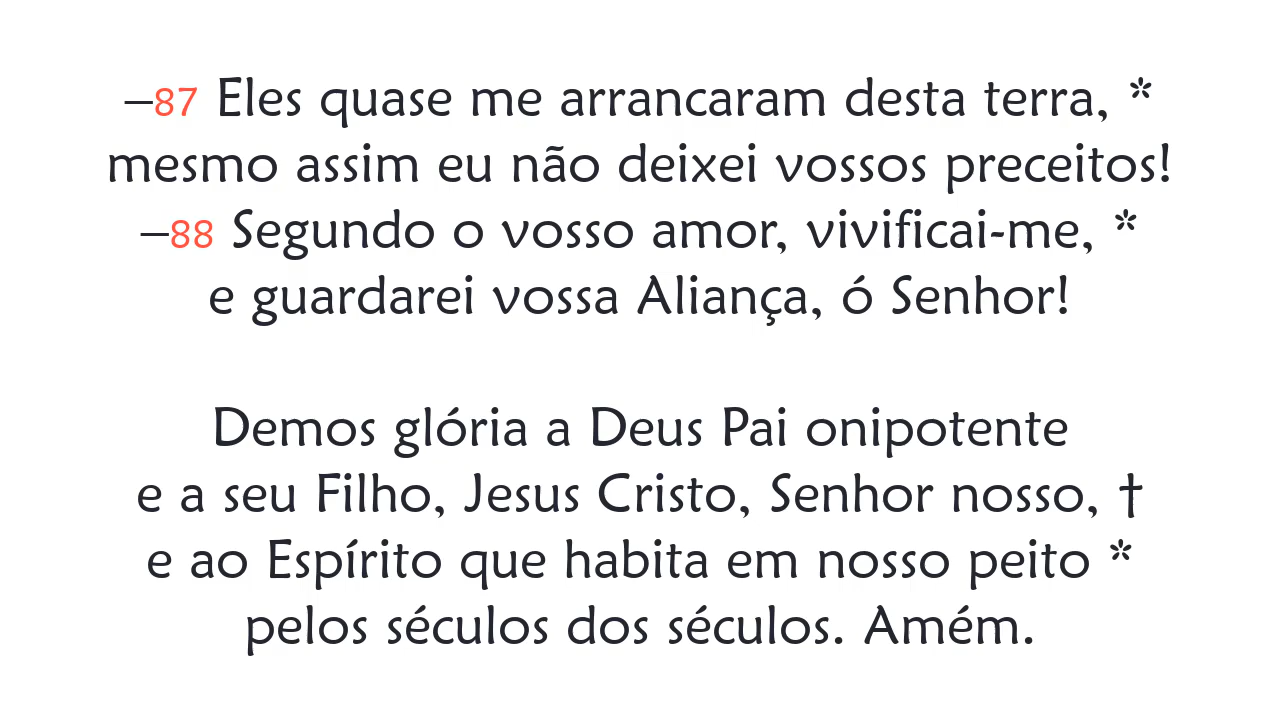 –87 Eles quase me arrancaram desta terra, *
mesmo assim eu não deixei vossos preceitos!
–88 Segundo o vosso amor, vivificai-me, *
e guardarei vossa Aliança, ó Senhor!
Demos glória a Deus Pai onipotente
e a seu Filho, Jesus Cristo, Senhor nosso, †
e ao Espírito que habita em nosso peito *
pelos séculos dos séculos. Amém.